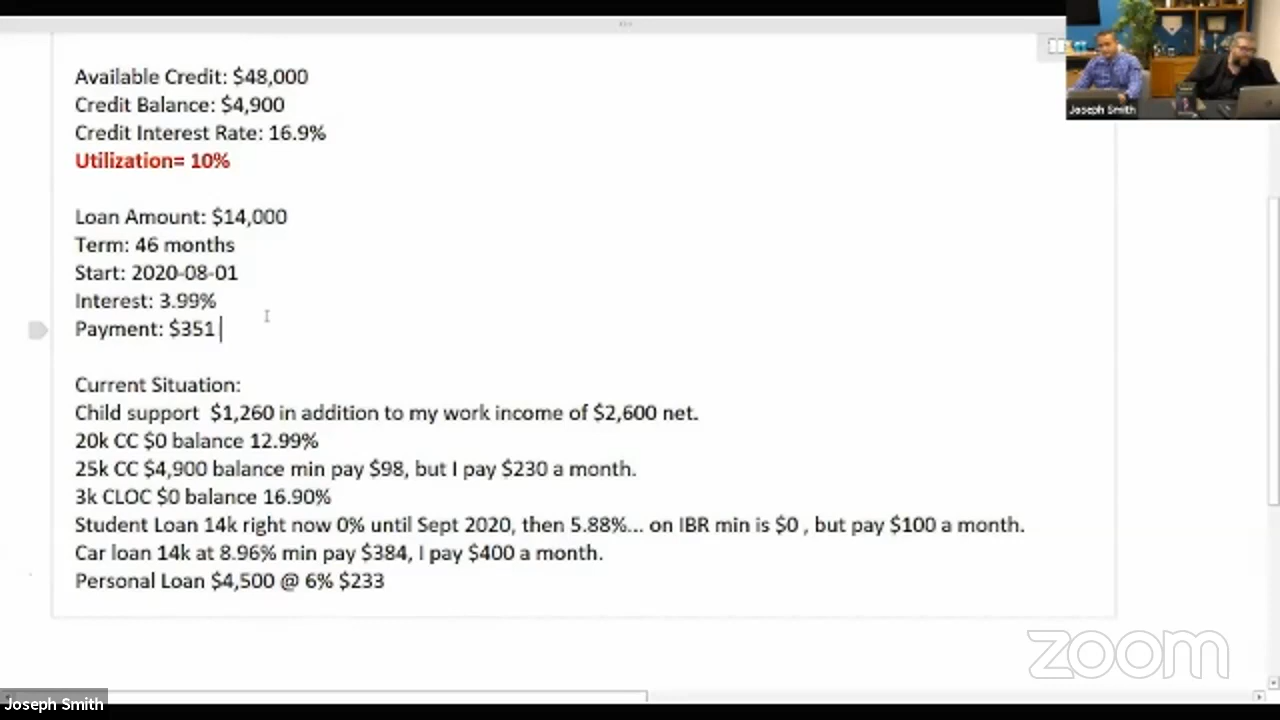 Available Credit: $48,000
Credit Balance: $4,900
Credit Interest Rate: 16.9%
Utilization= 10%
Loan Amount: $14,000
Term: 46 months
Start: 2020-08-01
Interest: 3.99%
Payment: $351
Current Situation:
Child support  $1,260 in addition to my work income of $2,600 net.
20k CC $0 balance 12.99%
25k CC $4,900 balance min pay $98, but I pay $230 a month.
3k CLOC $0 balance 16.90%
Student Loan 14k right now 0% until Sept 2020, then 5.88%... on IBR min is $0 , but pay $100 a month.
Car loan 14k at 8.96% min pay $384, I pay $400 a month.
Personal Loan $4,500 @ 6% $233
Joseph Smith
zoom
Joseph Smith